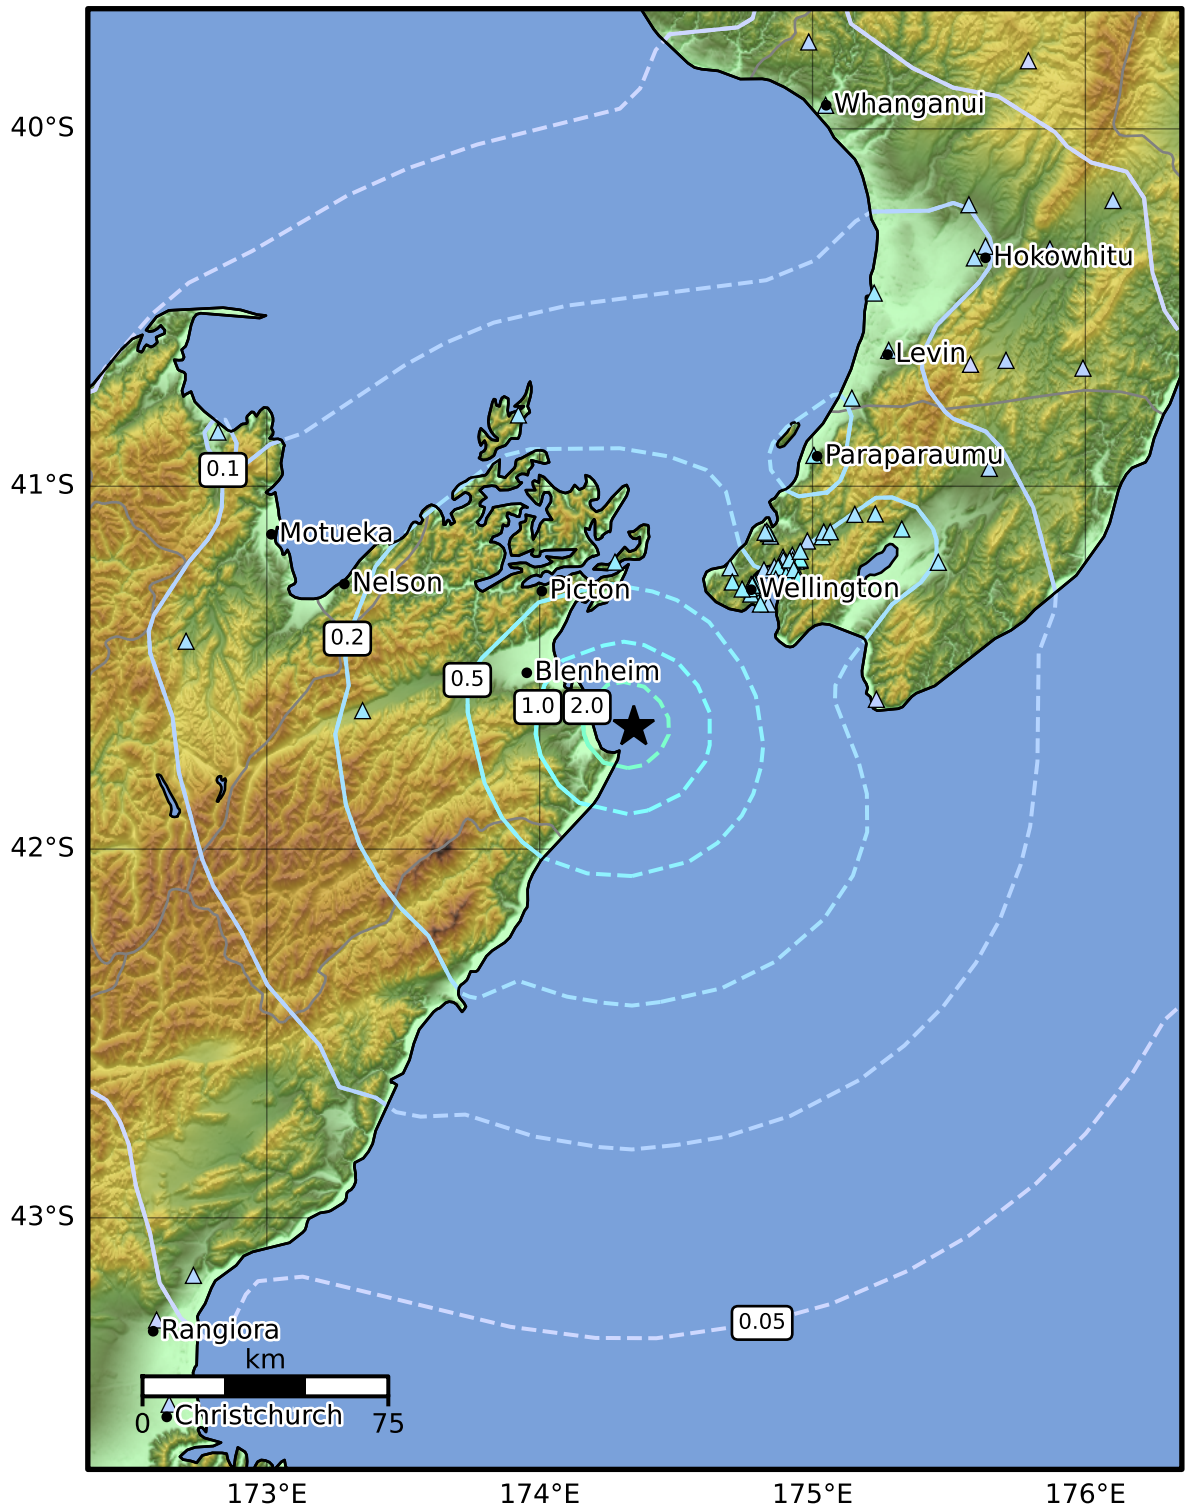 Whanganui
40°S
Hokowhitu
Levin
Paraparaumu
0.1
41°S
Motueka
Nelson
Picton
Wellington
0.2
Blenheim
0.5
1.0
2.0
42°S
43°S
0.05
Rangiora
km
0
75
Christchurch
173°E
174°E
175°E
176°E